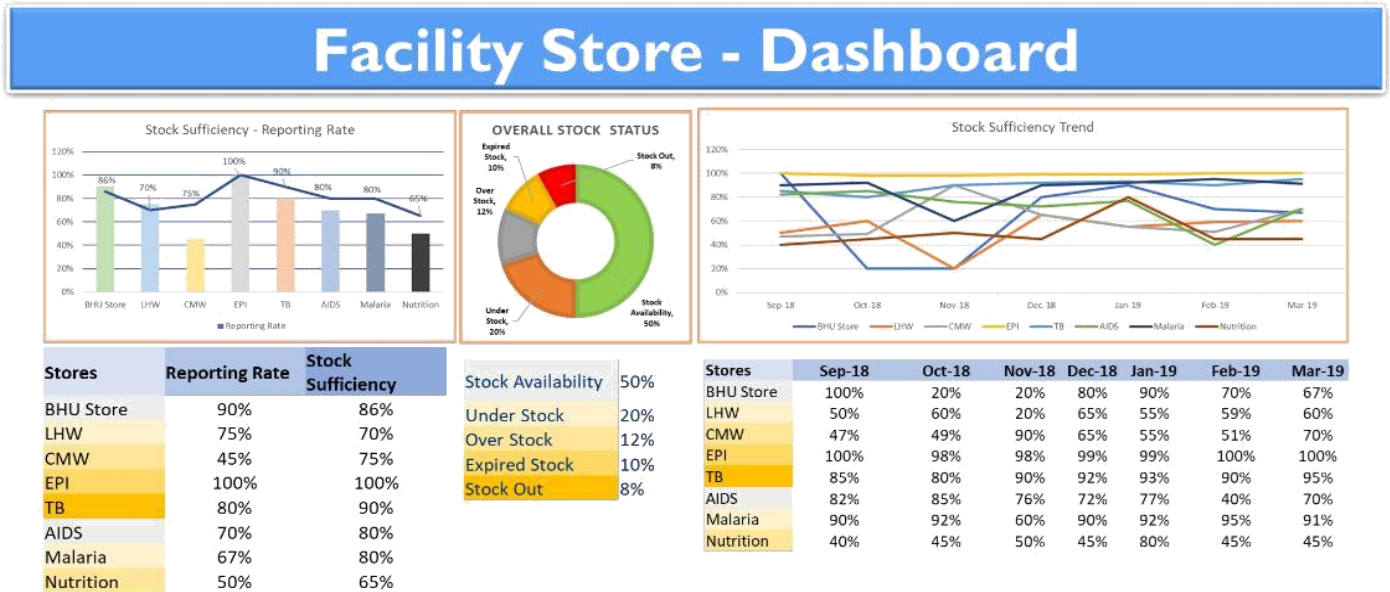 Facility Store - Dashboard
Stock Sufficiency - Reporting Rate
120%
100%
80%
60%
40%
20%
0%
86%
70%
75%
100%
90%
80%
80%
65%
BHU Store LHW CMW EPI TB AIDS Malaria Nutrition
Reporting Rate
OVERALL STOCK STATUS
Expired Stock, 10%
Stock Out, 8%
Over Stock, 12%
Under Stock, 20%
Stock Availability, 50%
Stock Sufficiency Trend
120%
100%
80%
60%
40%
20%
0%
Sep-18 Oct-18 Nov-18 Dec-18 Jan-19 Feb-19 Mar-19
BHU Store LHW CMW EPI TB AIDS Malaria Nutrition
Stores Reporting Rate Stock Sufficiency
BHU Store 90% 86%
LHW 75% 70%
CMW 45% 75%
EPI 100% 100%
TB 80% 90%
AIDS 70% 80%
Malaria 67% 80%
Nutrition 50% 65%
Stock Availability 50%
Under Stock 20%
Over Stock 12%
Expired Stock 10%
Stock Out 8%
Stores Sep-18 Oct-18 Nov-18 Dec-18 Jan-19 Feb-19 Mar-19
BHU Store 100% 20% 20% 80% 90% 70% 67%
LHW 50% 60% 20% 65% 55% 59% 60%
CMW 47% 49% 90% 65% 55% 51% 70%
EPI 100% 98% 98% 99% 99% 100% 100%
TB 85% 80% 90% 92% 93% 90% 95%
AIDS 82% 85% 76% 72% 77% 40% 70%
Malaria 90% 92% 60% 90% 92% 95% 91%
Nutrition 40% 45% 50% 45% 80% 45% 45%